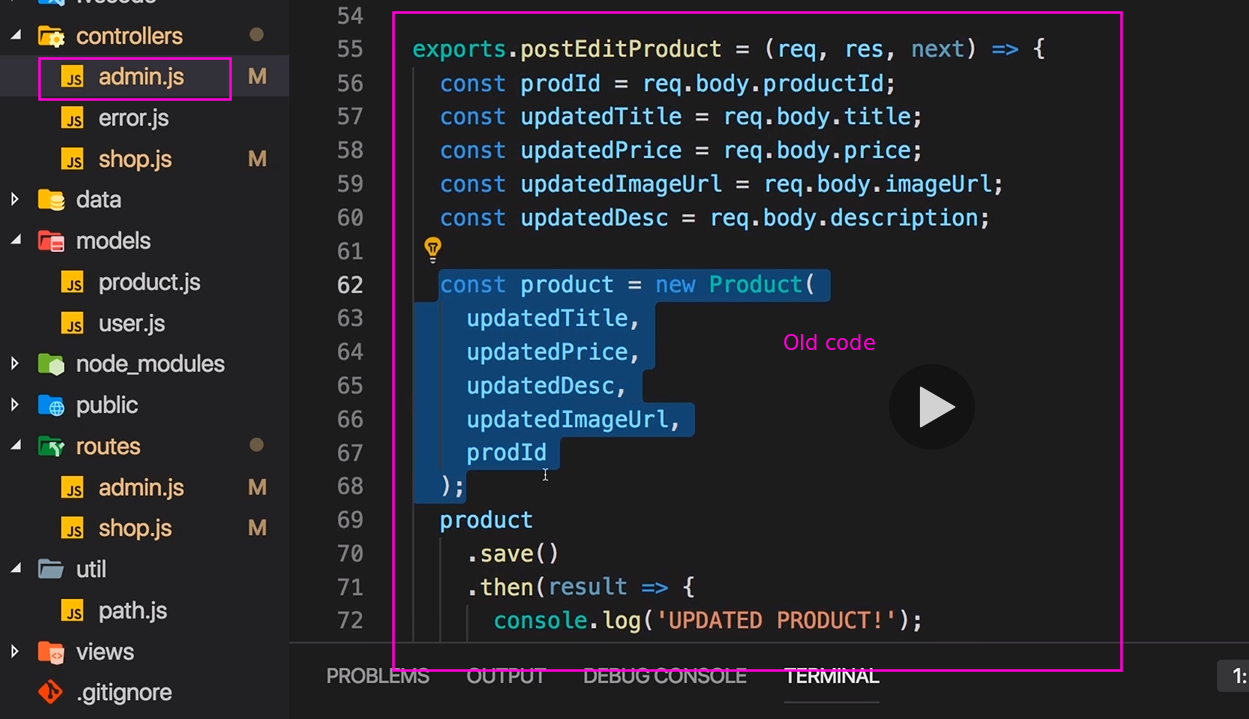 controllers
admin.js M
error.js
shop.js M
data
models
product.js
user.js
node_modules
public
routes
admin.js M
shop.js M
util
path.js
views
.gitignore
54
55 exports.postEditProduct = (req, res, next) => {
56 const prodId = req.body.productId;
57 const updatedTitle = req.body.title;
58 const updatedPrice = req.body.price;
59 const updatedImageUrl = req.body.imageUrl;
60 const updatedDesc = req.body.description;
61
62 const product = new Product(
63 updatedTitle,
64 updatedPrice,
65 updatedDesc,
66 updatedImageUrl,
67 prodId
68 );
69 product
70 .save()
71 .then(result => {
72 console.log('UPDATED PRODUCT!');
Old code
PROBLEMS OUTPUT DEBUG CONSOLE TERMINAL 1: